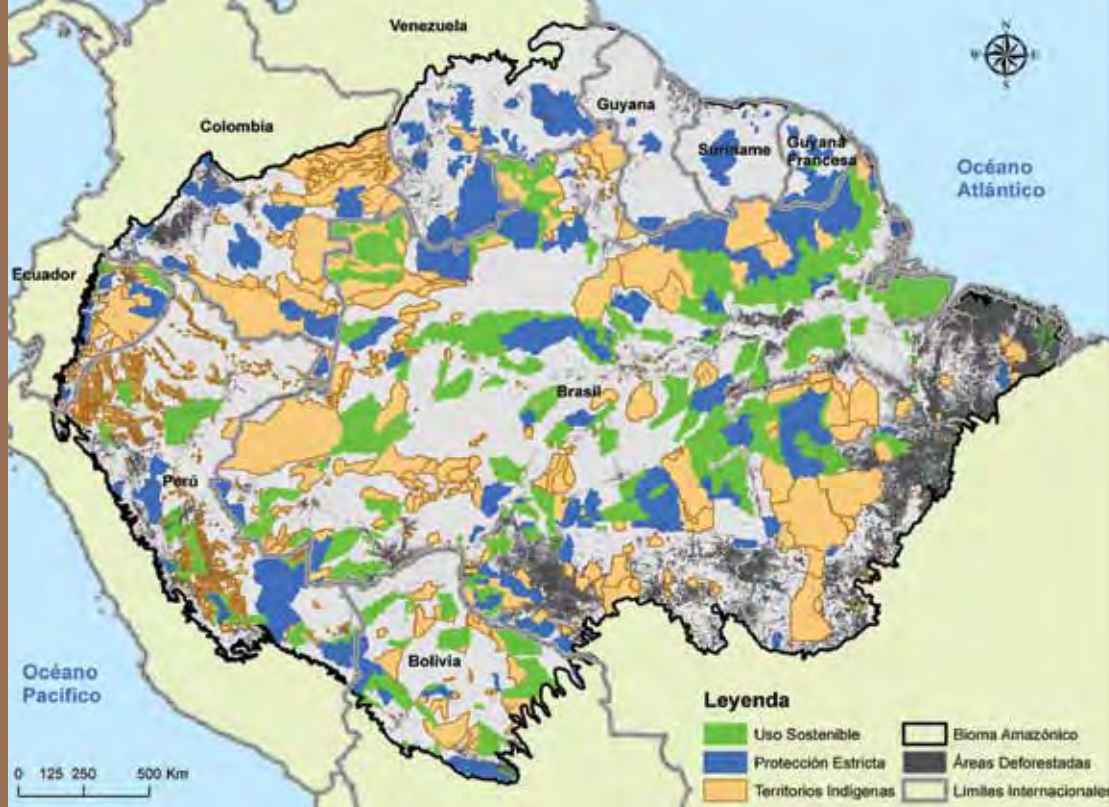 Venezuela
N
W E
S
Guyana
Colombia
Suriname
Guyana
Francesa
Océano
Atlántico
Ecuador
Brasil
Perú
Bolivia
Océano
Pacífico
Leyenda
Uso Sostenible
Bioma Amazónico
Protección Estricta
Áreas Deforestadas
Territorios Indígenas
Límites Internacionales
0 125 250 500 Km